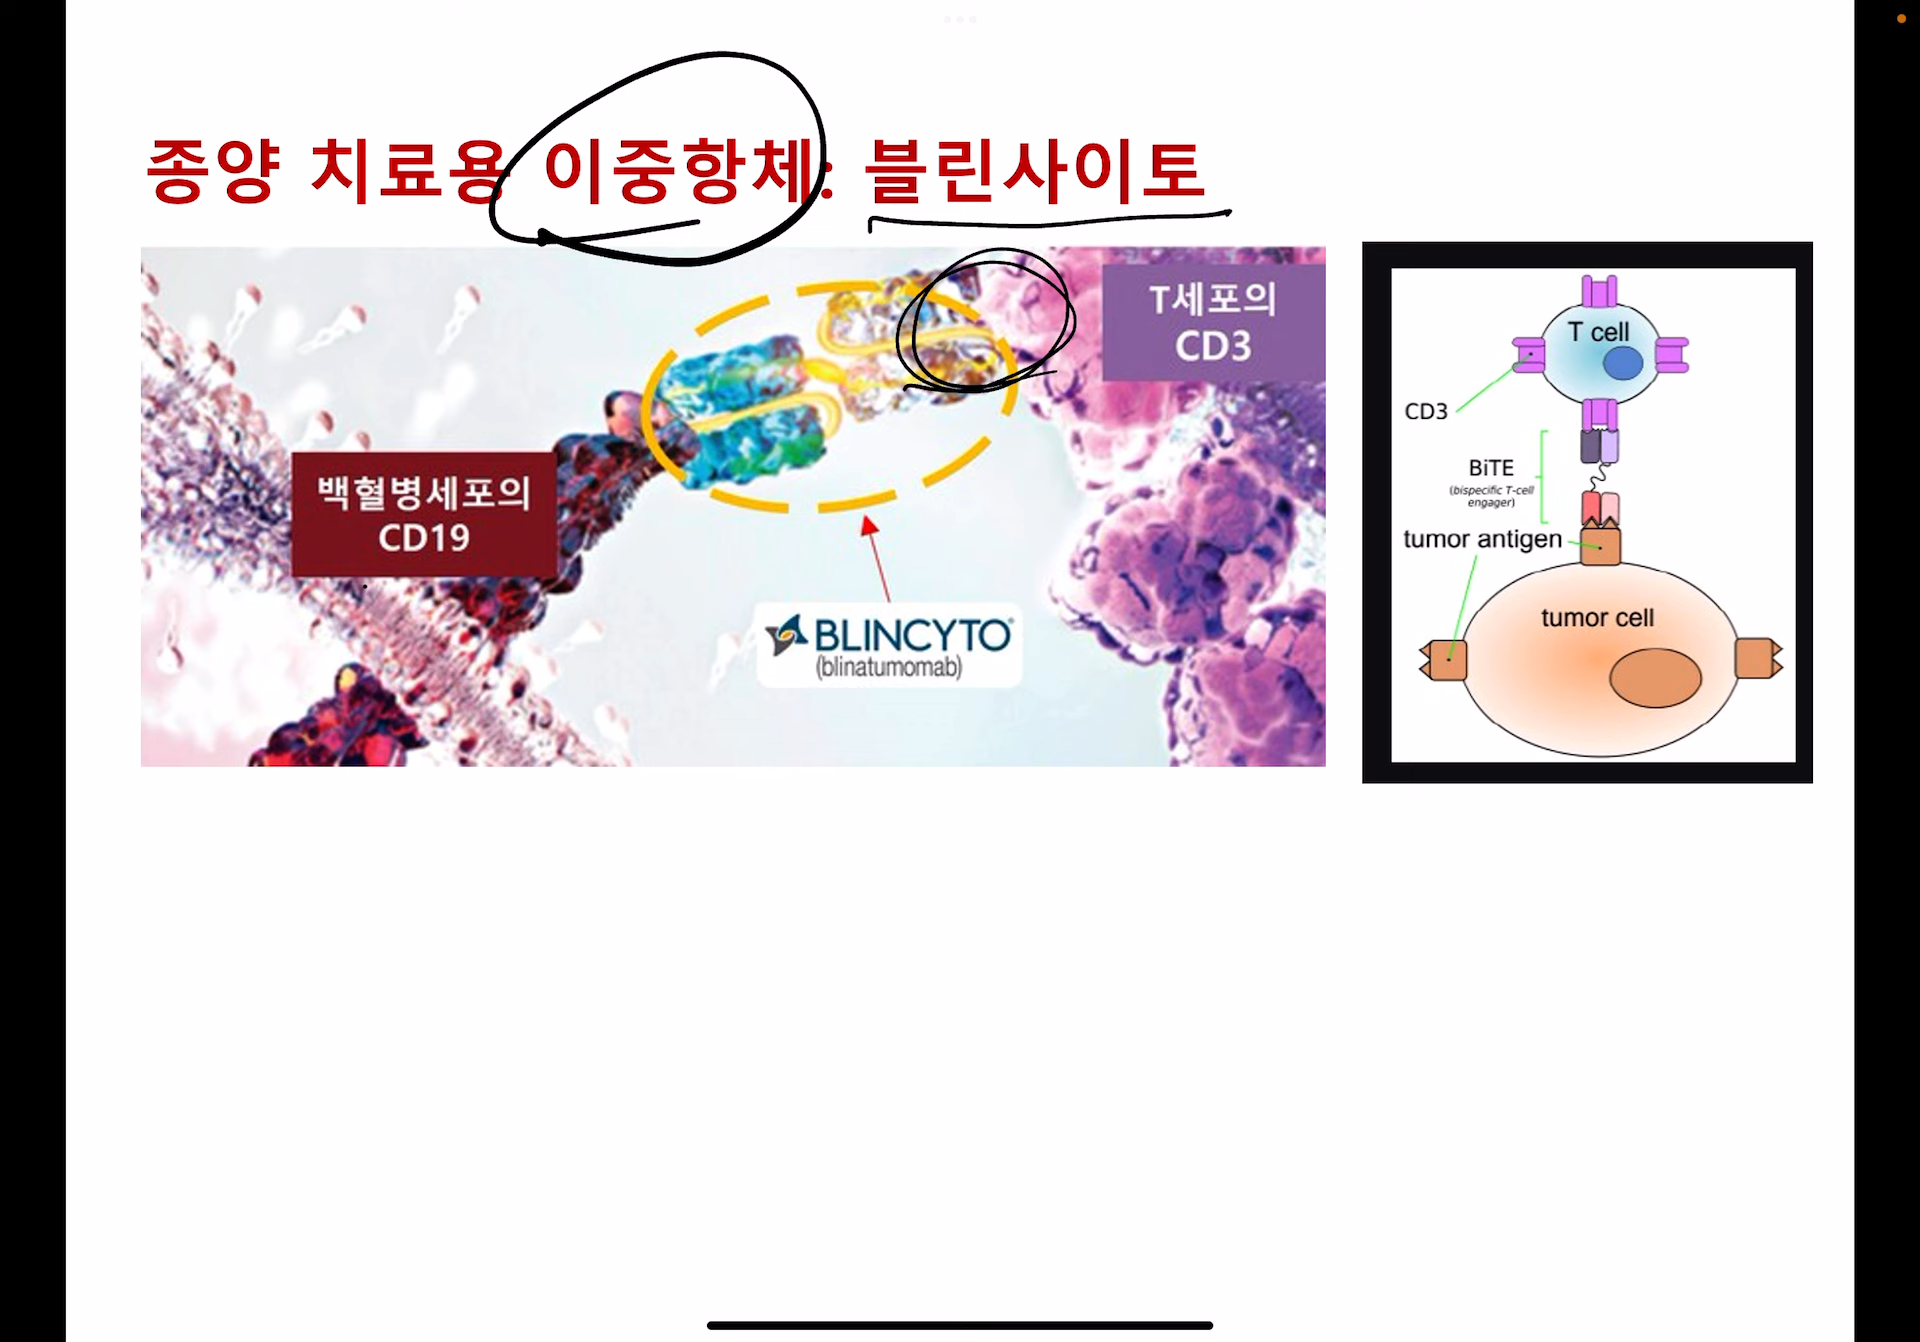 종양 치료용 이중항체: 블린사이토
T세포의
CD3
백혈병세포의
CD19
BLINCYTO®
(blinatumomab)
T cell
CD3
BiTE
(bispecific T-cell
engager)
tumor antigen
tumor cell